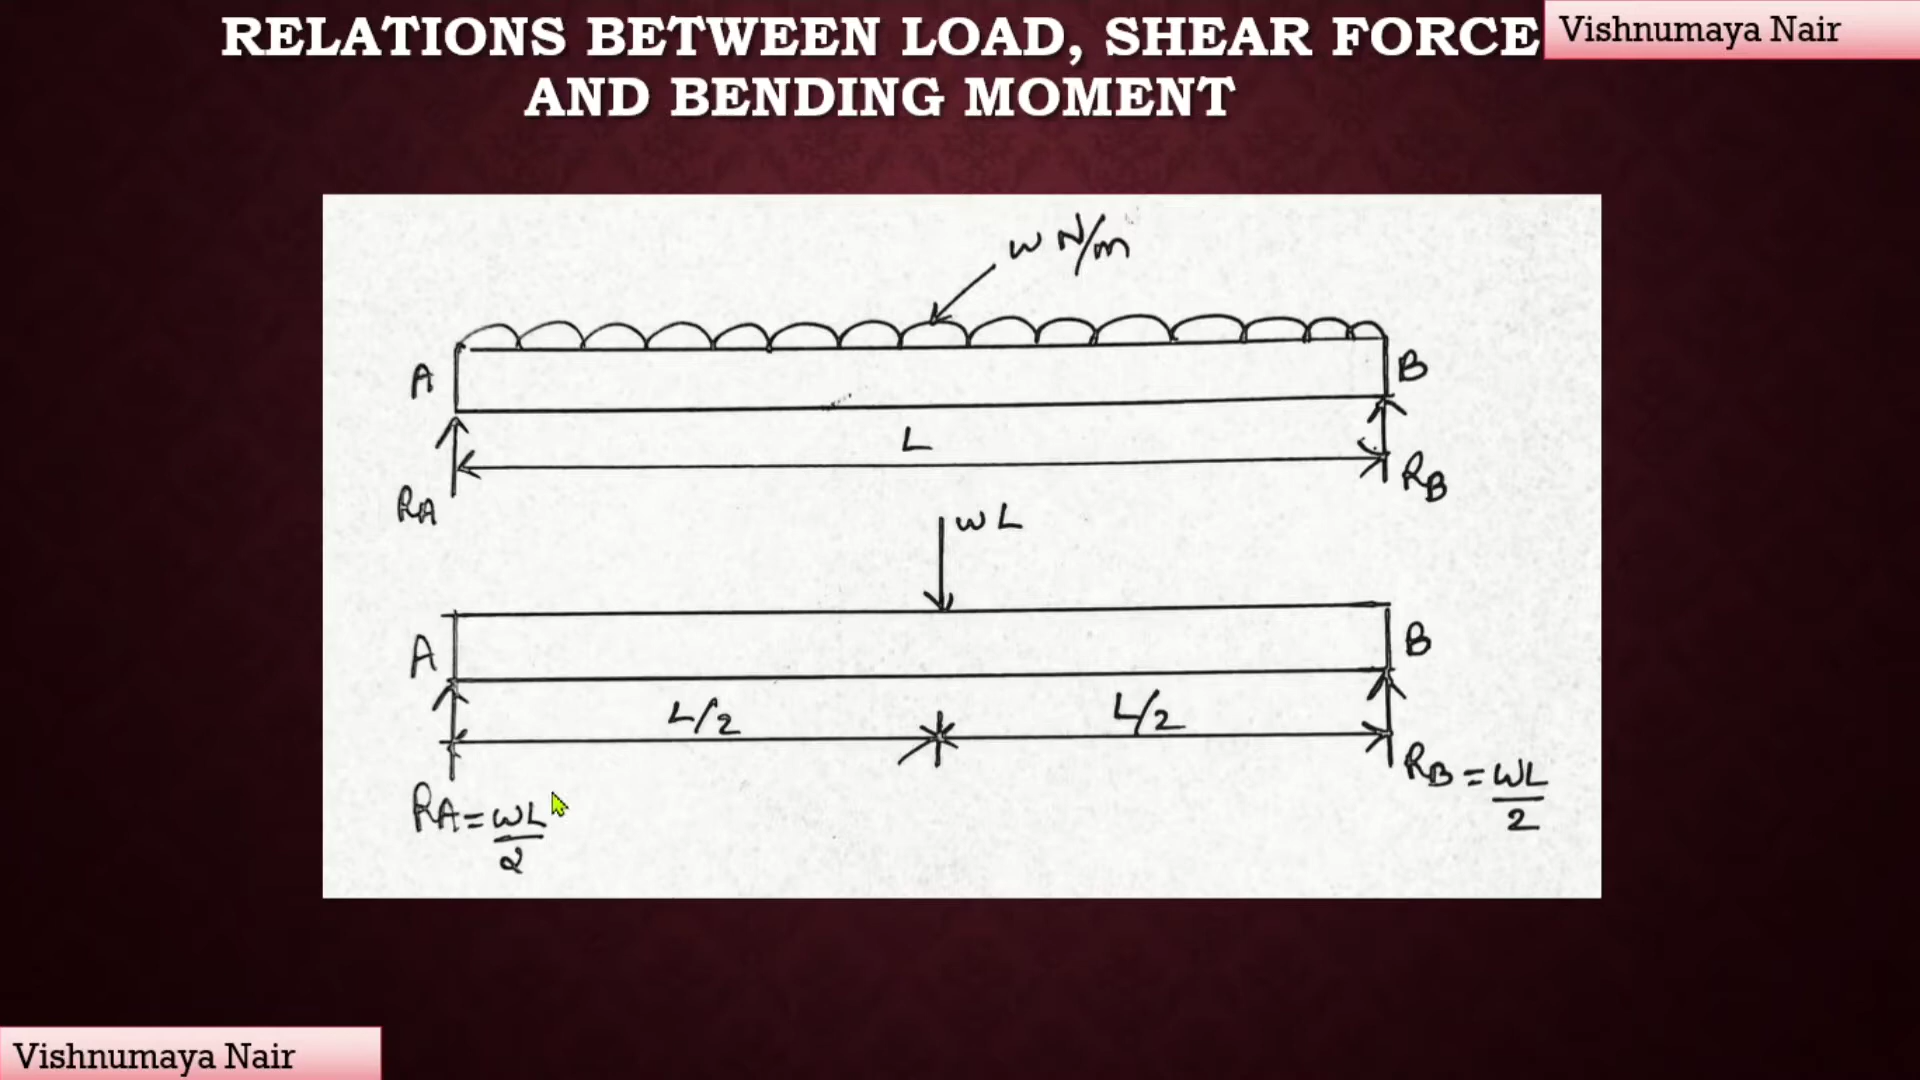 RELATIONS BETWEEN LOAD, SHEAR FORCE
AND BENDING MOMENT
Vishnumaya Nair
w N/m
A
B
L
RA
RB
wL
A
B
L/2
L/2
RA = wL/2
RB = wL/2
Vishnumaya Nair